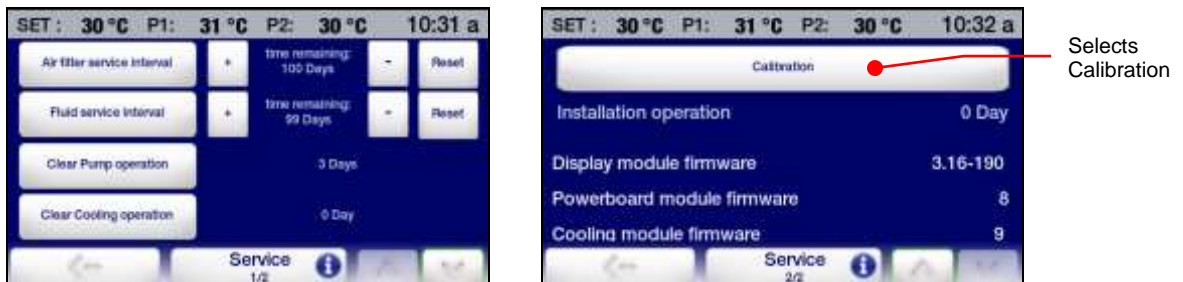 SET : 30 °C P1: 31 °C P2: 30 °C 10:31 a
Air filter service interval + time remaining: 100 Days - Reset
Fluid service interval + time remaining: 99 Days - Reset
Clear Pump operation 3 Days
Clear Cooling operation 0 Day
Service
1/2
SET : 30 °C P1: 31 °C P2: 30 °C 10:32 a
Calibration
Installation operation 0 Day
Display module firmware 3.16-190
Powerboard module firmware 8
Cooling module firmware 9
Service
2/2
Selects
Calibration